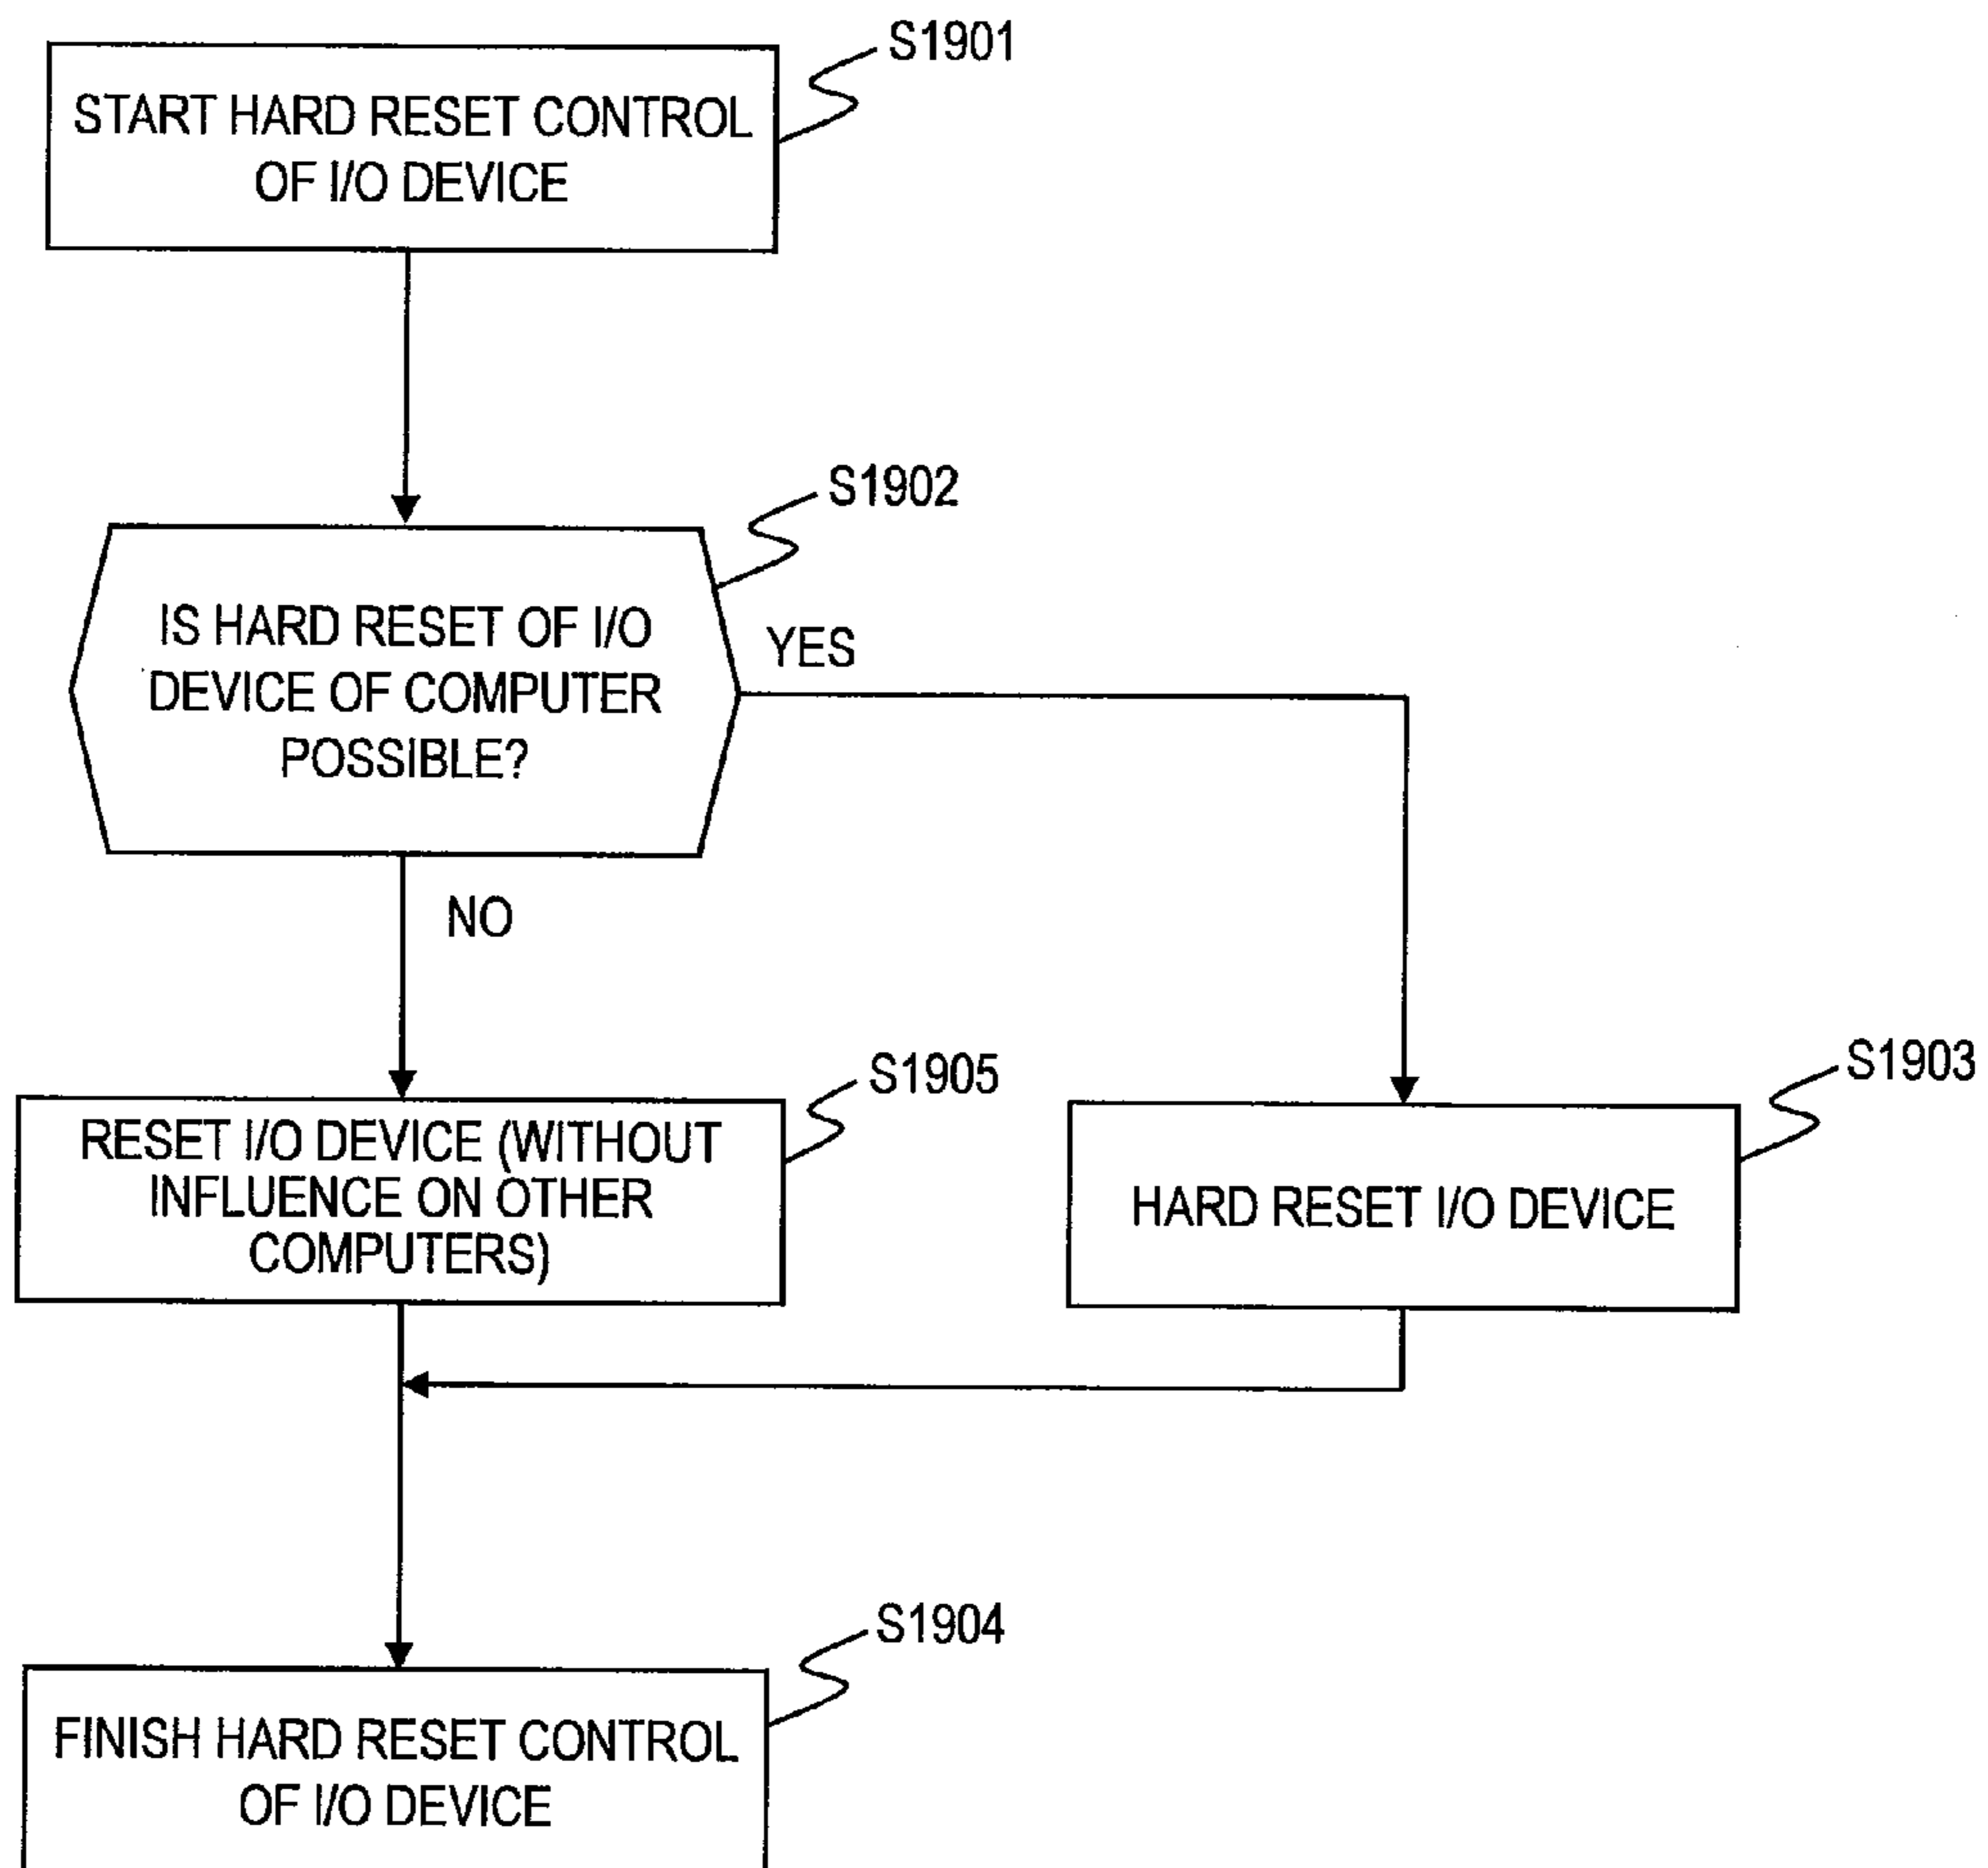 S1901
START HARD RESET CONTROL
OF I/O DEVICE
S1902
IS HARD RESET OF I/O
DEVICE OF COMPUTER
POSSIBLE?
YES
NO
S1905
RESET I/O DEVICE (WITHOUT
INFLUENCE ON OTHER
COMPUTERS)
S1903
HARD RESET I/O DEVICE
S1904
FINISH HARD RESET CONTROL
OF I/O DEVICE